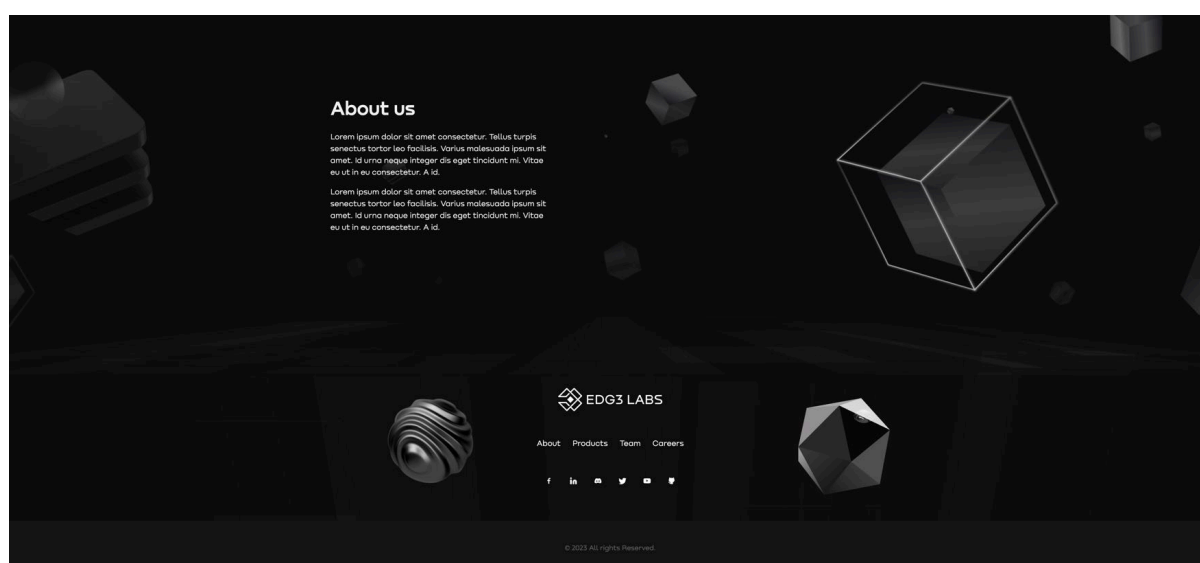 About us
Lorem ipsum dolor sit amet consectetur. Tellus turpis
senectus tortor leo facilisis. Varius malesuada ipsum sit
amet. Id urna neque integer dis eget tincidunt mi. Vitae
eu ut in eu consectetur. A id.
Lorem ipsum dolor sit amet consectetur. Tellus turpis
senectus tortor leo facilisis. Varius malesuada ipsum sit
amet. Id urna neque integer dis eget tincidunt mi. Vitae
eu ut in eu consectetur. A id.
EDG3 LABS
About Products Team Careers
© 2023 All rights Reserved.